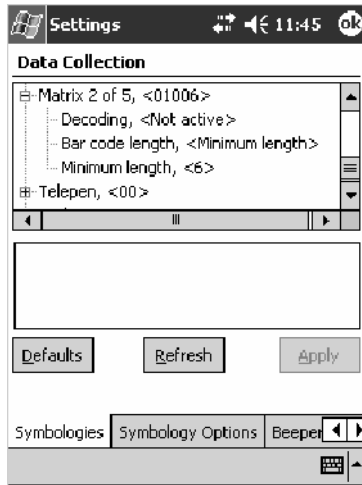 Settings 11:45 ok
Data Collection
Matrix 2 of 5, <01006>
Decoding, <Not active>
Bar code length, <Minimum length>
Minimum length, <6>
Telepen, <00>
Defaults Refresh Apply
Symbologies Symbology Options Beeper